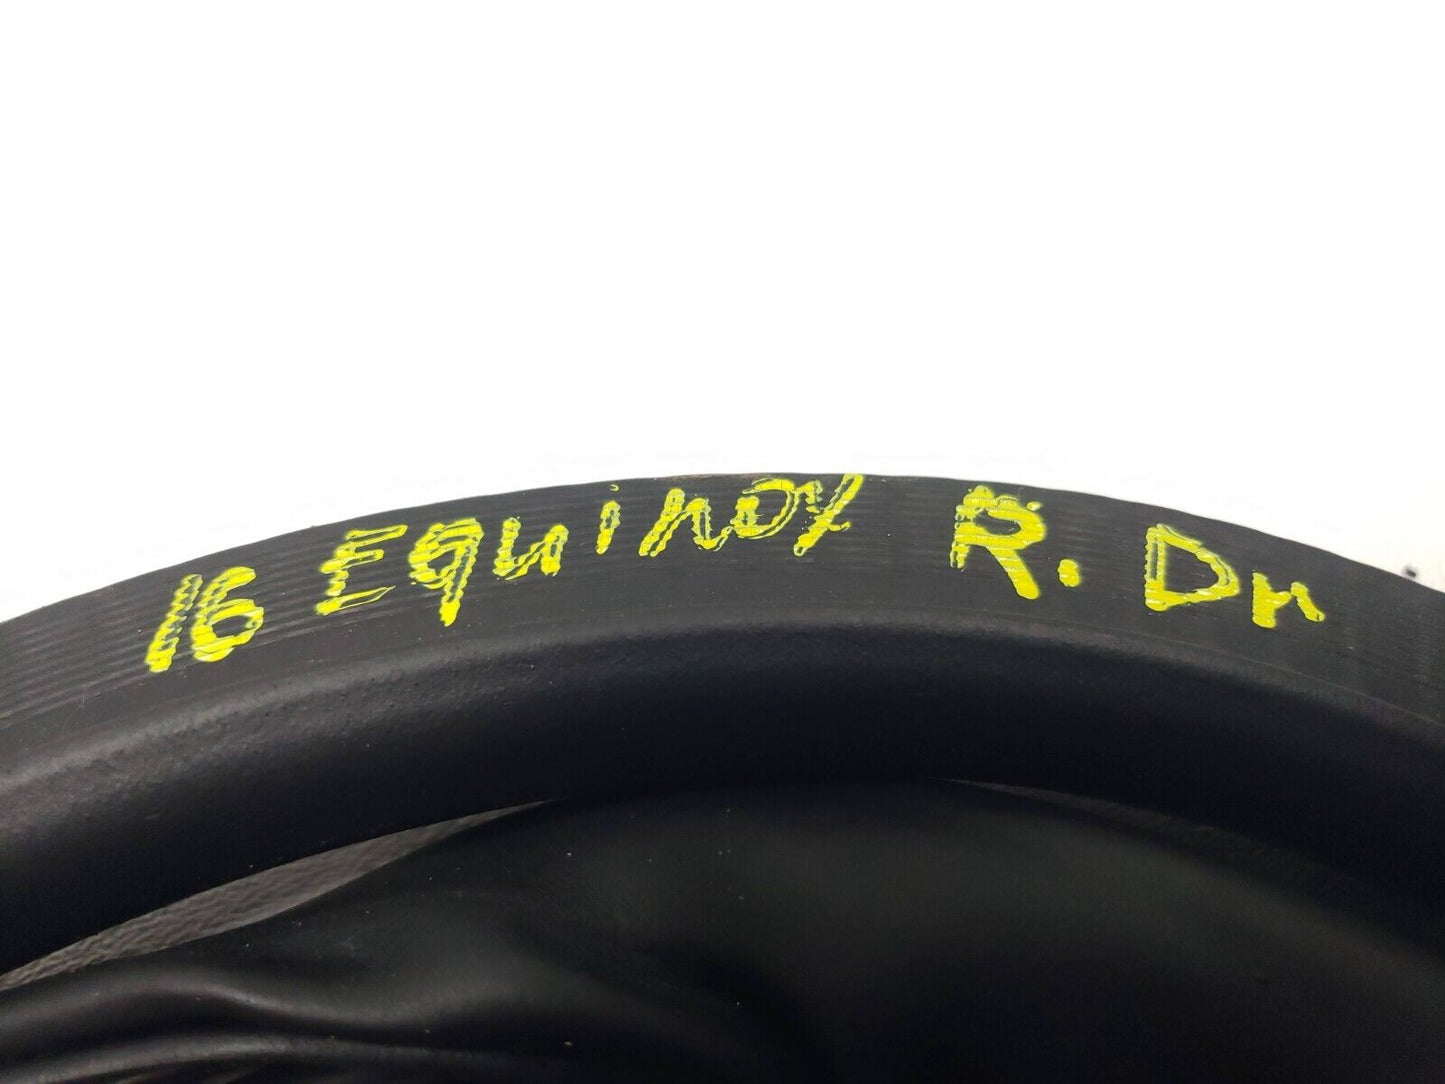 16 Equinox R. Dr